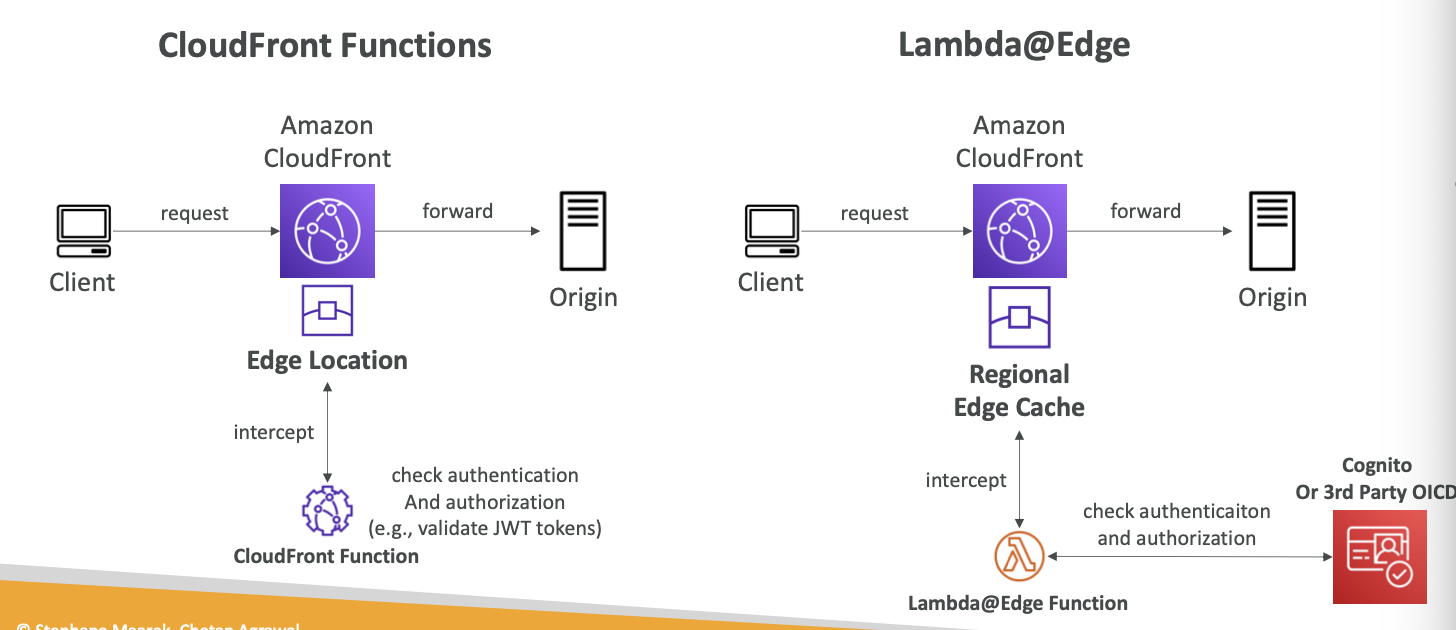 CloudFront Functions
Amazon
CloudFront
request
forward
Client
Origin
Edge Location
intercept
check authentication
And authorization
(e.g., validate JWT tokens)
CloudFront Function
Lambda@Edge
Amazon
CloudFront
request
forward
Client
Origin
Regional
Edge Cache
intercept
check authenticaiton
and authorization
Cognito
Or 3rd Party OICD
Lambda@Edge Function
© Stephane Maarek, Chetan Agrawal